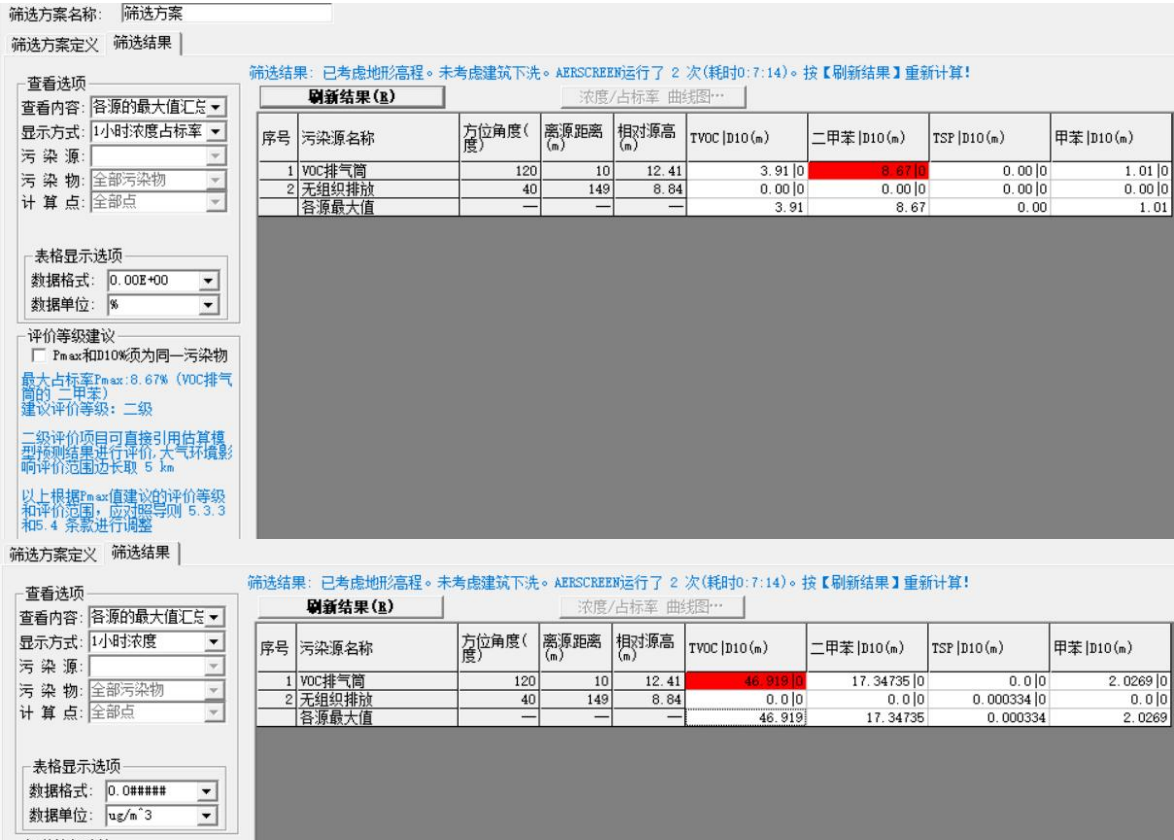 筛选方案名称: 筛选方案
筛选方案定义 筛选结果
筛选结果: 已考虑地形高程。未考虑建筑下洗。AERSCREEN运行了 2 次(耗时0:7:14)。按【刷新结果】重新计算!
查看选项
查看内容: 各源的最大值汇总
显示方式: 1小时浓度占标率
污 染 源:
污 染 物: 全部污染物
计 算 点: 全部点
表格显示选项
数据格式: 0.00E+00
数据单位: %
评价等级建议
Pmax和D10%须为同一污染物
最大占标率Pmax:8.67% (VOC排气
筒的 二甲苯)
建议评价等级: 二级
二级评价项目可直接引用估算模
型预测结果进行评价,大气环境影
响评价范围边长取 5 km
以上根据Pmax值建议的评价等级
和评价范围,应对照导则 5.3.3
和5.4 条款进行调整
刷新结果(R) 浓度/占标率 曲线图…
序号 污染源名称 方位角度(度) 离源距离(m) 相对源高(m) TVOC|D10(m) 二甲苯|D10(m) TSP|D10(m) 甲苯|D10(m)
1 VOC排气筒 120 10 12.41 3.91|0 8.67|0 0.00|0 1.01|0
2 无组织排放 40 149 8.84 0.00|0 0.00|0 0.00|0 0.00|0
各源最大值 — — — 3.91 8.67 0.00 1.01
筛选方案定义 筛选结果
筛选结果: 已考虑地形高程。未考虑建筑下洗。AERSCREEN运行了 2 次(耗时0:7:14)。按【刷新结果】重新计算!
查看选项
查看内容: 各源的最大值汇总
显示方式: 1小时浓度
污 染 源:
污 染 物: 全部污染物
计 算 点: 全部点
表格显示选项
数据格式: 0.0#####
数据单位: ug/m^3
刷新结果(R) 浓度/占标率 曲线图…
序号 污染源名称 方位角度(度) 离源距离(m) 相对源高(m) TVOC|D10(m) 二甲苯|D10(m) TSP|D10(m) 甲苯|D10(m)
1 VOC排气筒 120 10 12.41 46.919|0 17.34735|0 0.0|0 2.0269|0
2 无组织排放 40 149 8.84 0.0|0 0.0|0 0.000334|0 0.0|0
各源最大值 — — — 46.919 17.34735 0.000334 2.0269